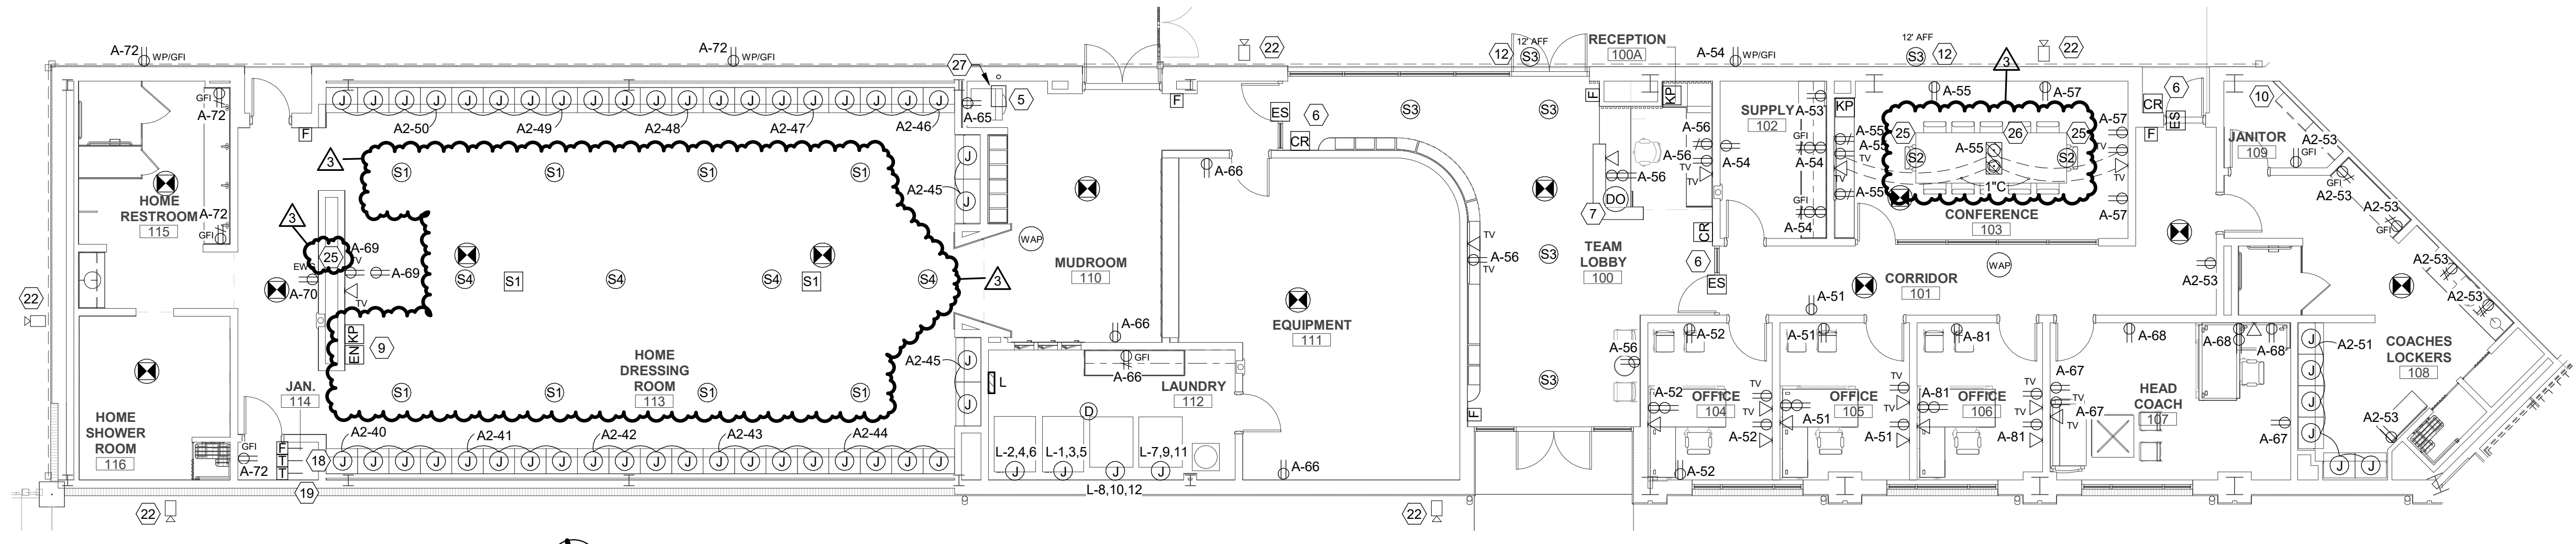 A-72
WP/GFI
A-72
WP/GFI
22
12
12' AFF
S3
RECEPTION
100A
A-54
WP/GFI
12' AFF
S3
12
22
3
27
5
A-65
GFI
A-72
F
J J J J J J J J J J J J J J J J J J J J
A2-50
A2-49
A2-48
A2-47
A2-46
F
ES
6
CR
S3
S3
F
KP
SUPPLY
102
A-53
GFI
A-54
GFI
A-54
A-54
KP
A-55
A-55
TV
A-55
A-55
A-57
25
26
25
S2
A-55
S2
1"C
A-57
TV
A-57
CONFERENCE
103
CR
6
ES
F
10
JANITOR
109
A2-53
GFI
GFI
A2-53
A2-53
GFI
A2-53
A2-53
A2-53
3
S1
S1
S1
S1
J
A2-45
J
A-66
HOME
RESTROOM
115
A-72
GFI
3
25
A-69
TV
A-69
EWC
A-70
TV
S4
S1
S4
S4
S1
S4
3
WAP
MUDROOM
110
A-66
A-56
A-56
TV
A-56
DO
7
TV
A-56
TV
S3
S3
TEAM
LOBBY
100
CR
6
ES
WAP
CORRIDOR
101
A-51
A2-53
22
KP
EN
9
EQUIPMENT
111
HOME
DRESSING
ROOM
113
S1
S1
S1
S1
A2-45
J
J
L
GFI
A-66
LAUNDRY
112
D
L-2,4,6
L-1,3,5
L-7,9,11
J
J
J
J
L-8,10,12
A-66
S3
F
A-56
A-52
A-52
OFFICE
104
TV
TV
A-52
A-52
A-51
OFFICE
105
A-51
TV
TV
A-51
A-81
A-81
OFFICE
106
TV
TV
A-81
A-68
A-67
TV
A-67
TV
HEAD
COACH
107
A-68
A-68
A-67
J
A2-51
J
J
J
J J
COACHES
LOCKERS
108
A2-53
JAN.
114
HOME
SHOWER
ROOM
116
GFI
A-72
F
T
T
18
19
A2-40
A2-41
A2-42
A2-43
A2-44
J J J J J J J J J J J J J J J J J J J J
22
22